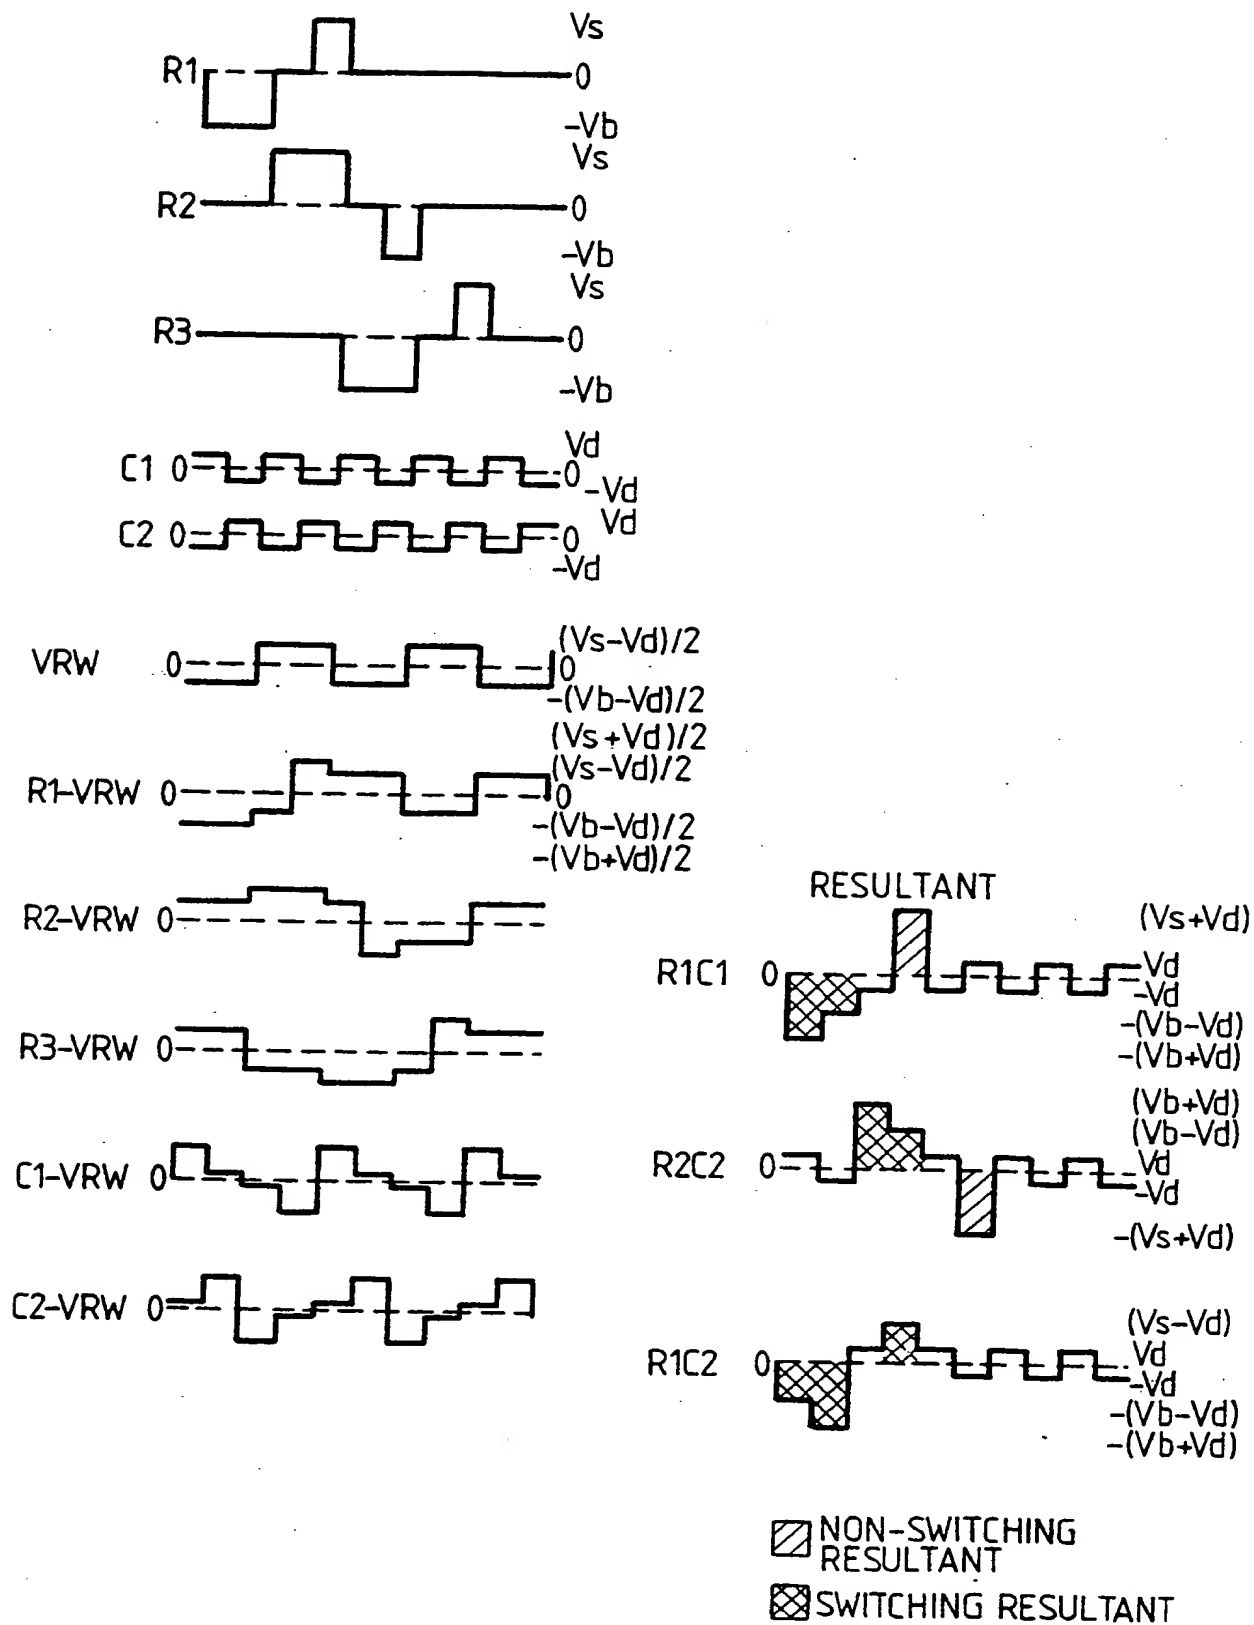 Vs
R1
0
-Vb
Vs
R2
0
-Vb
Vs
R3
0
-Vb
Vd
C1 0
0
-Vd
Vd
C2 0
0
-Vd
VRW 0
(Vs-Vd)/2
0
-(Vb-Vd)/2
(Vs+Vd)/2
(Vs-Vd)/2
R1-VRW 0
0
-(Vb-Vd)/2
-(Vb+Vd)/2
R2-VRW 0
R3-VRW 0
C1-VRW 0
C2-VRW 0
RESULTANT
(Vs+Vd)
R1C1 0
Vd
-Vd
-(Vb-Vd)
-(Vb+Vd)
(Vb+Vd)
(Vb-Vd)
R2C2 0
Vd
-Vd
-(Vs+Vd)
(Vs-Vd)
R1C2 0
Vd
-Vd
-(Vb-Vd)
-(Vb+Vd)
NON-SWITCHING
RESULTANT
SWITCHING RESULTANT